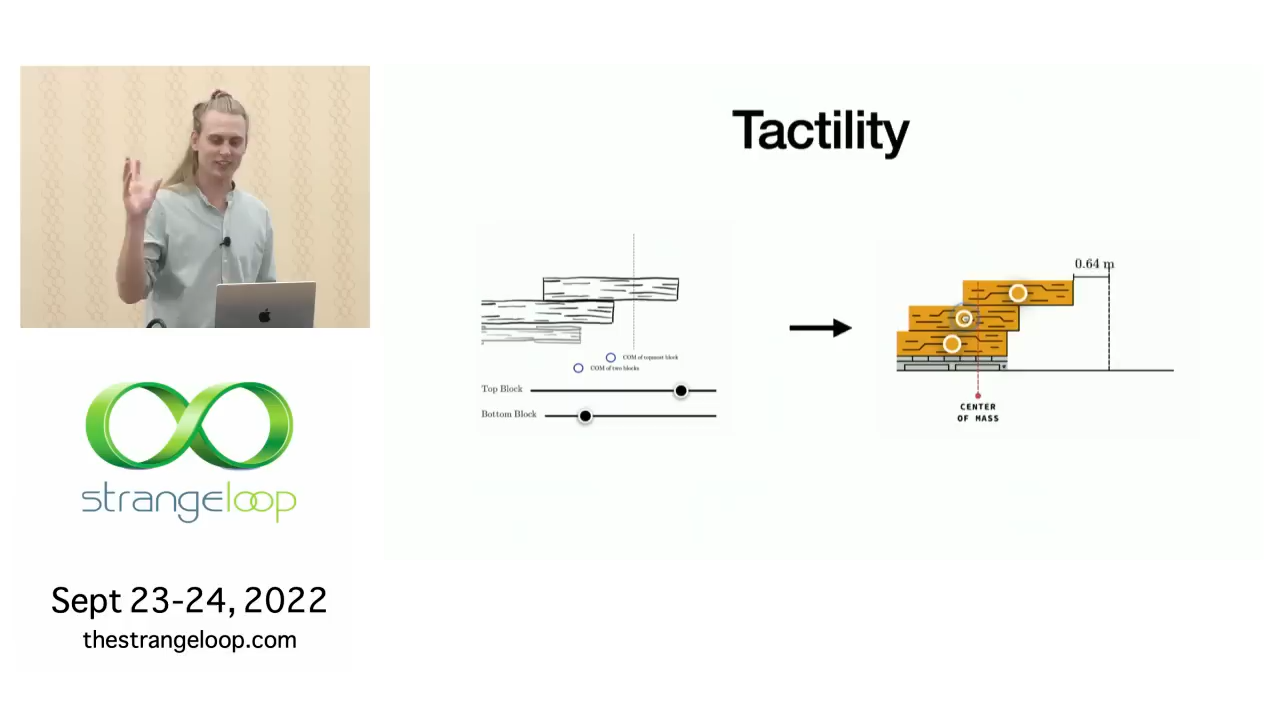 Tactility
COM of topmost block
COM of two blocks
Top Block
Bottom Block
0.64 m
CENTER
OF MASS
strangeloop
Sept 23-24, 2022
thestrangeloop.com